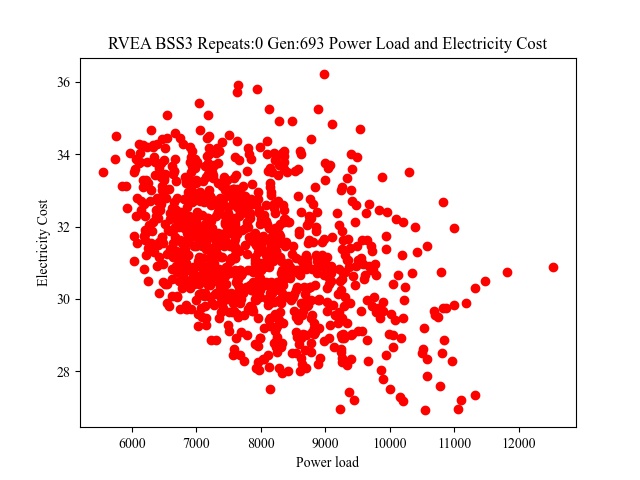 RVEA BSS3 Repeats:0 Gen:693 Power Load and Electricity Cost
Electricity Cost
36
34
32
30
28
6000 7000 8000 9000 10000 11000 12000
Power load